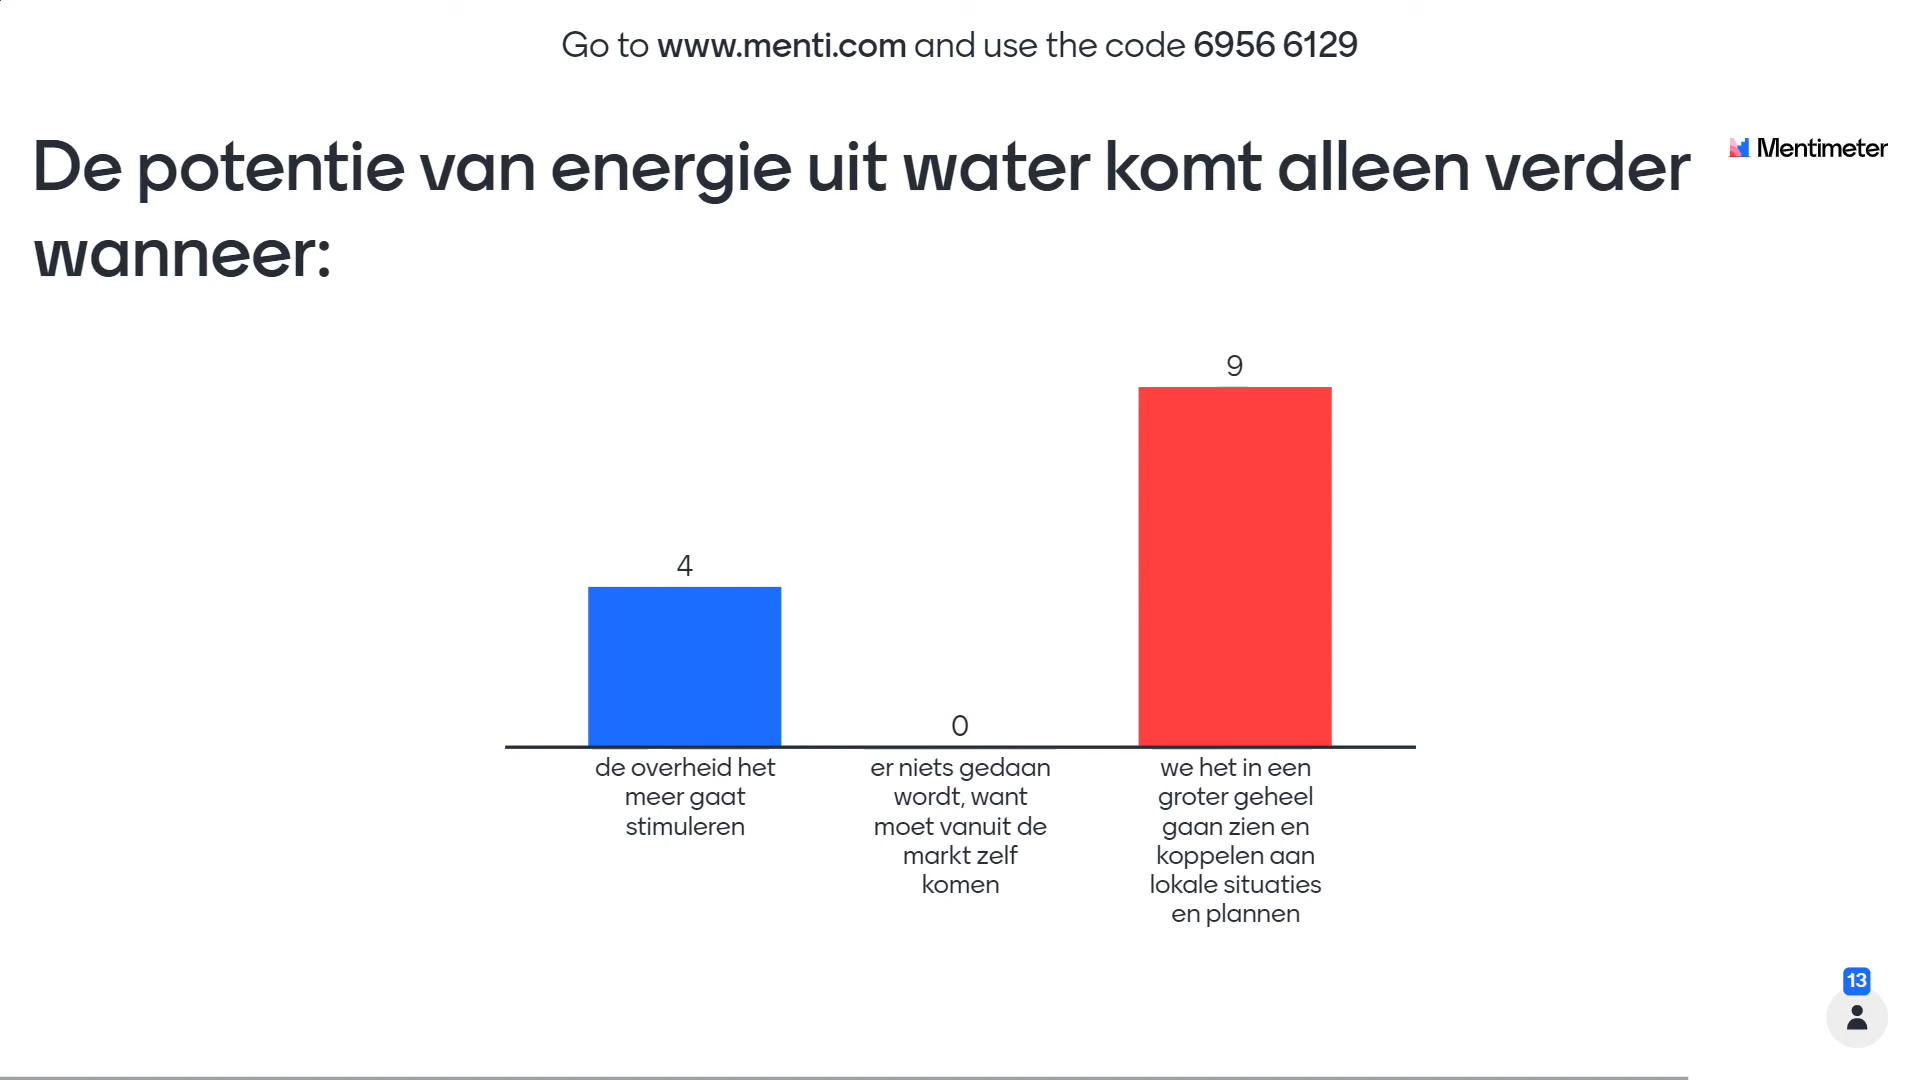 Go to www.menti.com and use the code 6956 6129
De potentie van energie uit water komt alleen verder
wanneer:
Mentimeter
4
0
9
de overheid het
meer gaat
stimuleren
er niets gedaan
wordt, want
moet vanuit de
markt zelf
komen
we het in een
groter geheel
gaan zien en
koppelen aan
lokale situaties
en plannen
13